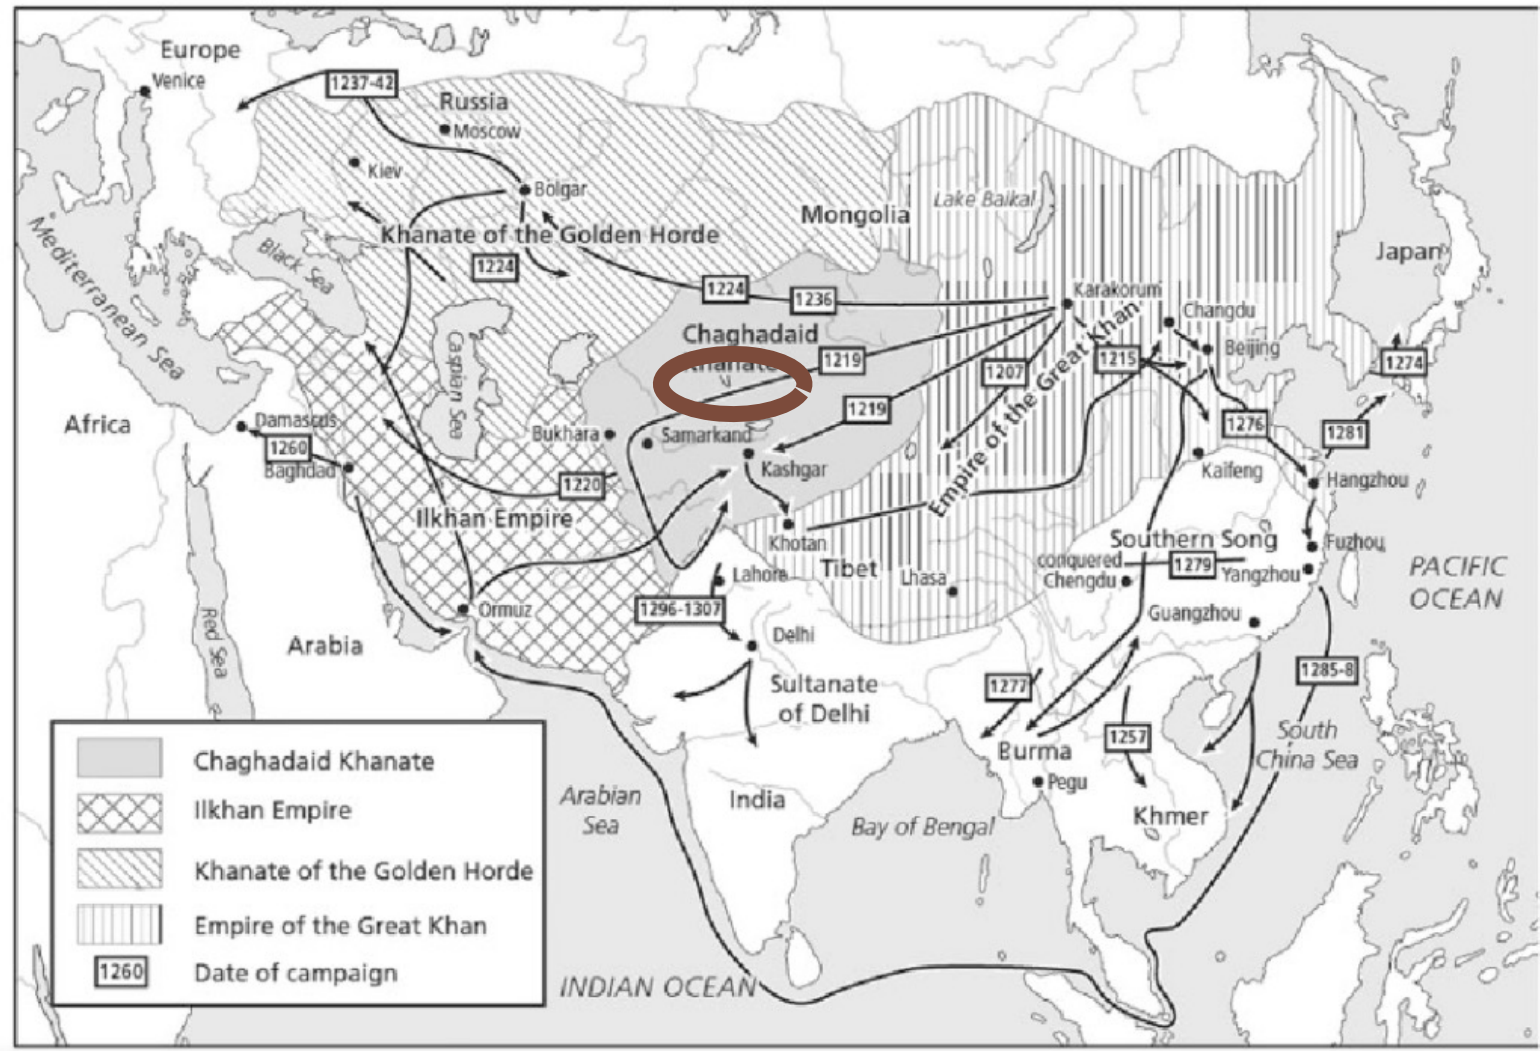 Europe
Venice
1237-42
Russia
Moscow
Kiev
Bolgar
Mongolia
Lake Baikal
Khanate of the Golden Horde
Black Sea
Mediterranean Sea
1224
1224
1236
Karakorum
Changdu
Japan
Chaghadaid
Khanate
1219
1207
1215
Beijing
1274
Caspian Sea
1219
Empire of the Great Khan
1276
1281
Africa
Damascus
1260
Baghdad
Bukhara
Samarkand
Kashgar
Kaifeng
Hangzhou
1220
Ilkhan Empire
Khotan
Tibet
Lhasa
Southern Song
conquered
Chengdu
1279
Yangzhou
Fuzhou
PACIFIC
OCEAN
Lahore
1296-1307
Ormuz
Delhi
Guangzhou
Red Sea
Arabia
Sultanate
of Delhi
1277
1285-8
Burma
1257
South
China Sea
Pegu
Arabian
Sea
India
Bay of Bengal
Khmer
INDIAN OCEAN
Chaghadaid Khanate
Ilkhan Empire
Khanate of the Golden Horde
Empire of the Great Khan
1260 Date of campaign